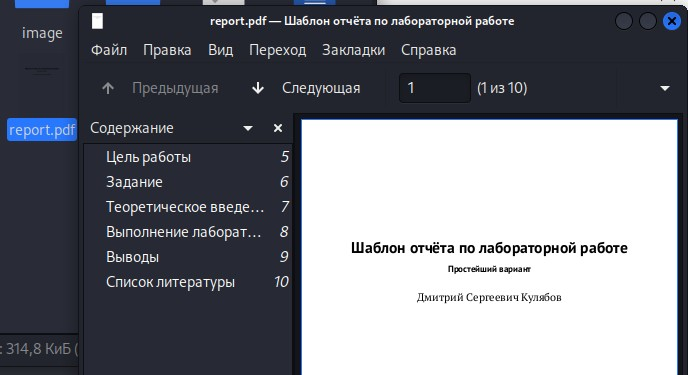 image
report.pdf
: 314,8 КиБ (
report.pdf — Шаблон отчёта по лабораторной работе
Файл Правка Вид Переход Закладки Справка
Предыдущая Следующая 1 (1 из 10)
Содержание
Цель работы 5
Задание 6
Теоретическое введе… 7
Выполнение лаборат… 8
Выводы 9
Список литературы 10
Шаблон отчёта по лабораторной работе
Простейший вариант
Дмитрий Сергеевич Кулябов